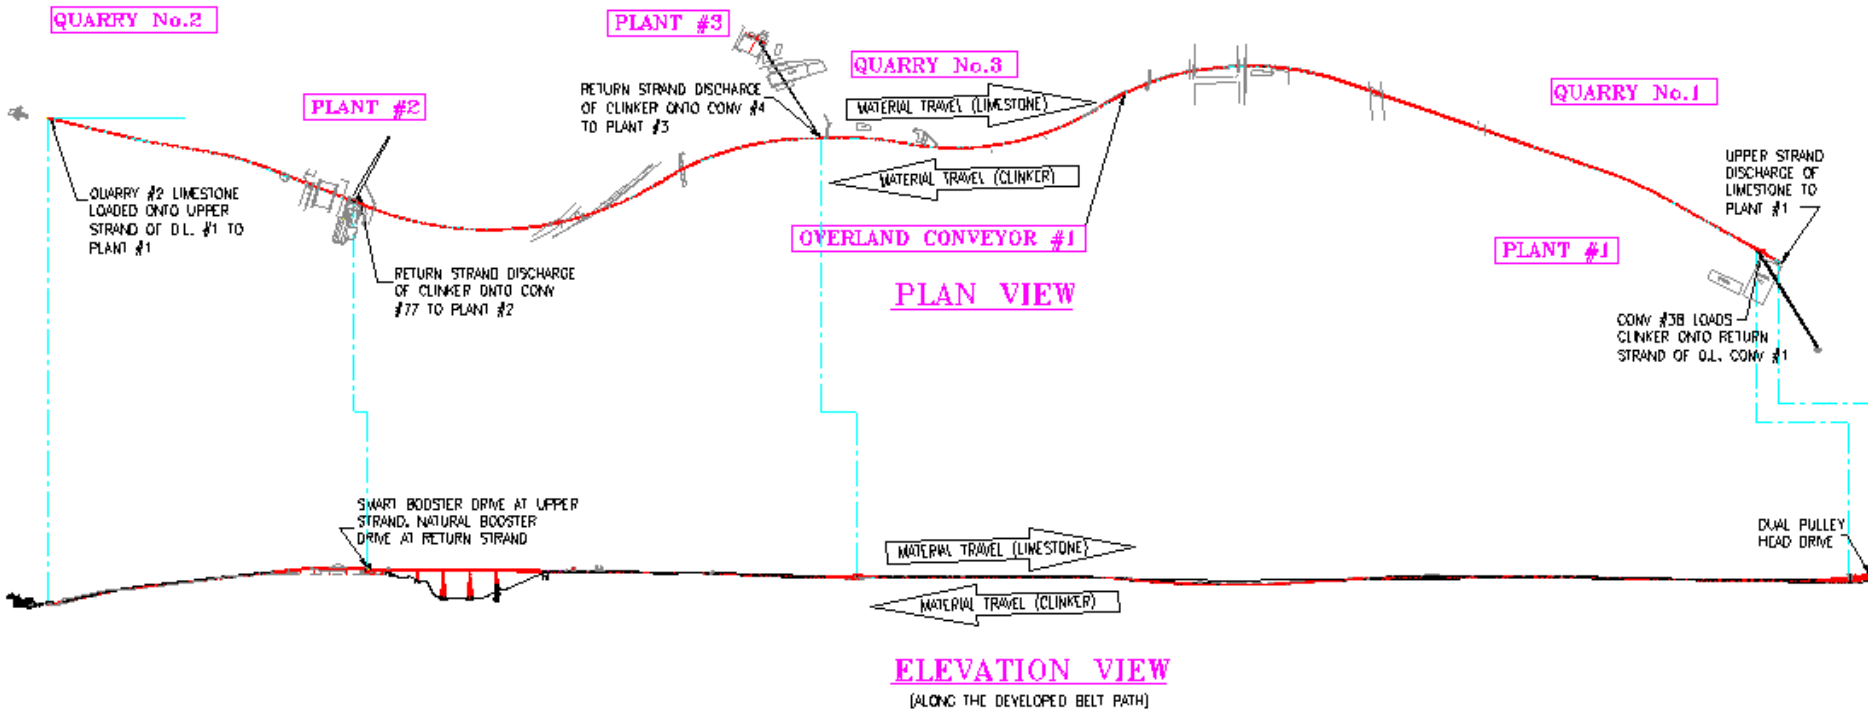 QUARRY No.2
PLANT #3
QUARRY No.3
QUARRY No.1
PLANT #2
RETURN STRAND DISCHARGE
OF CLINKER ONTO CONV #4
TO PLANT #3
MATERIAL TRAVEL (LIMESTONE)
MATERIAL TRAVEL (CLINKER)
UPPER STRAND
DISCHARGE OF
LIMESTONE TO
PLANT #1
QUARRY #2 LIMESTONE
LOADED ONTO UPPER
STRAND OF O.L. #1 TO
PLANT #1
OVERLAND CONVEYOR #1
PLANT #1
RETURN STRAND DISCHARGE
OF CLINKER ONTO CONV
#77 TO PLANT #2
PLAN VIEW
CONV #3B LOADS
CLINKER ONTO RETURN
STRAND OF O.L. CONV #1
SMART BOOSTER DRIVE AT UPPER
STRAND. NATURAL BOOSTER
DRIVE AT RETURN STRAND
DUAL PULLEY
HEAD DRIVE
MATERIAL TRAVEL (LIMESTONE)
MATERIAL TRAVEL (CLINKER)
ELEVATION VIEW
(ALONG THE DEVELOPED BELT PATH)